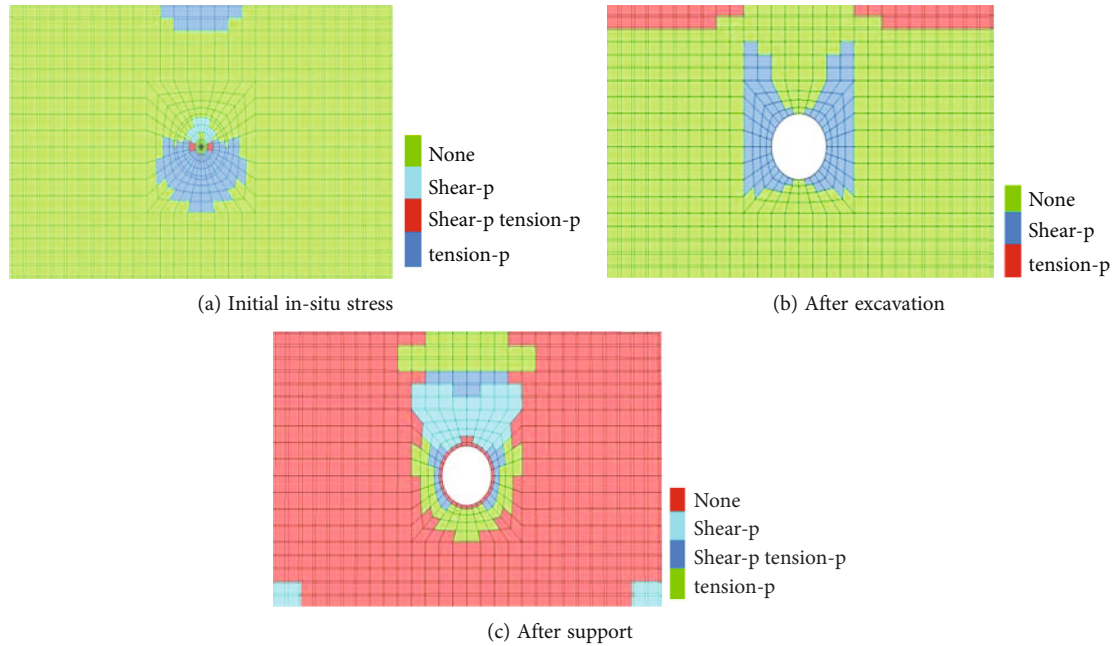 None
Shear-p
Shear-p tension-p
tension-p
(a) Initial in-situ stress
None
Shear-p
tension-p
(b) After excavation
None
Shear-p
Shear-p tension-p
tension-p
(c) After support